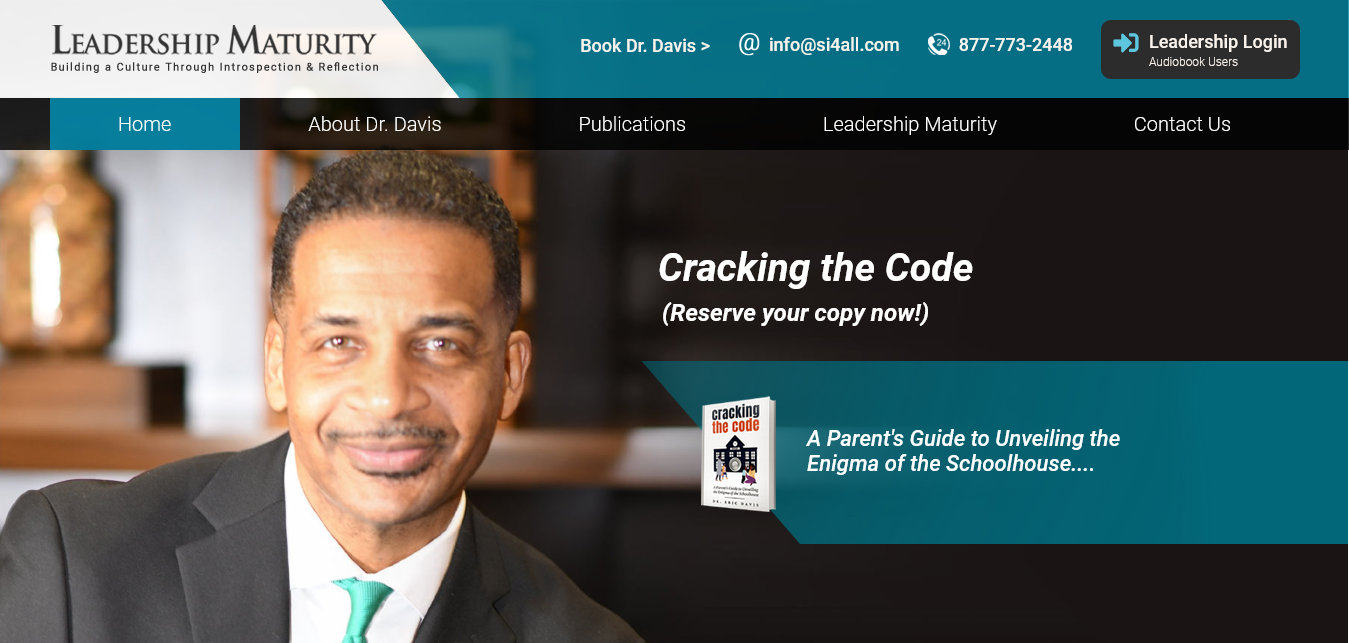 LEADERSHIP MATURITY
Building a Culture Through Introspection & Reflection
Book Dr. Davis >
@ info@si4all.com
24
877-773-2448
Leadership Login
Audiobook Users
Home
About Dr. Davis
Publications
Leadership Maturity
Contact Us
Cracking the Code
(Reserve your copy now!)
cracking
the code
A Parent's Guide to Unveiling
the Enigma of the Schoolhouse
DR. ERIC DAVIS
A Parent's Guide to Unveiling the
Enigma of the Schoolhouse....